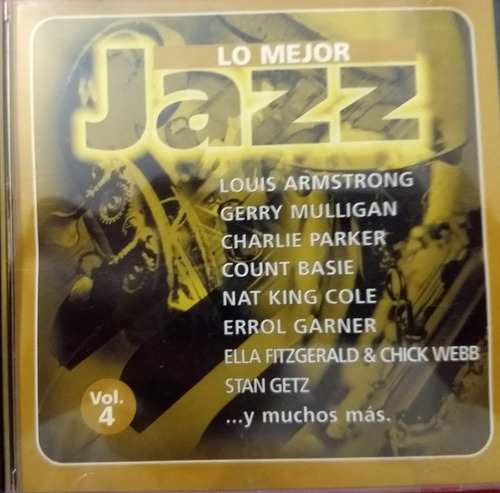 LO MEJOR
Jazz
LOUIS ARMSTRONG
GERRY MULLIGAN
CHARLIE PARKER
COUNT BASIE
NAT KING COLE
ERROL GARNER
ELLA FITZGERALD & CHICK WEBB
STAN GETZ
...y muchos más.
Vol.
4